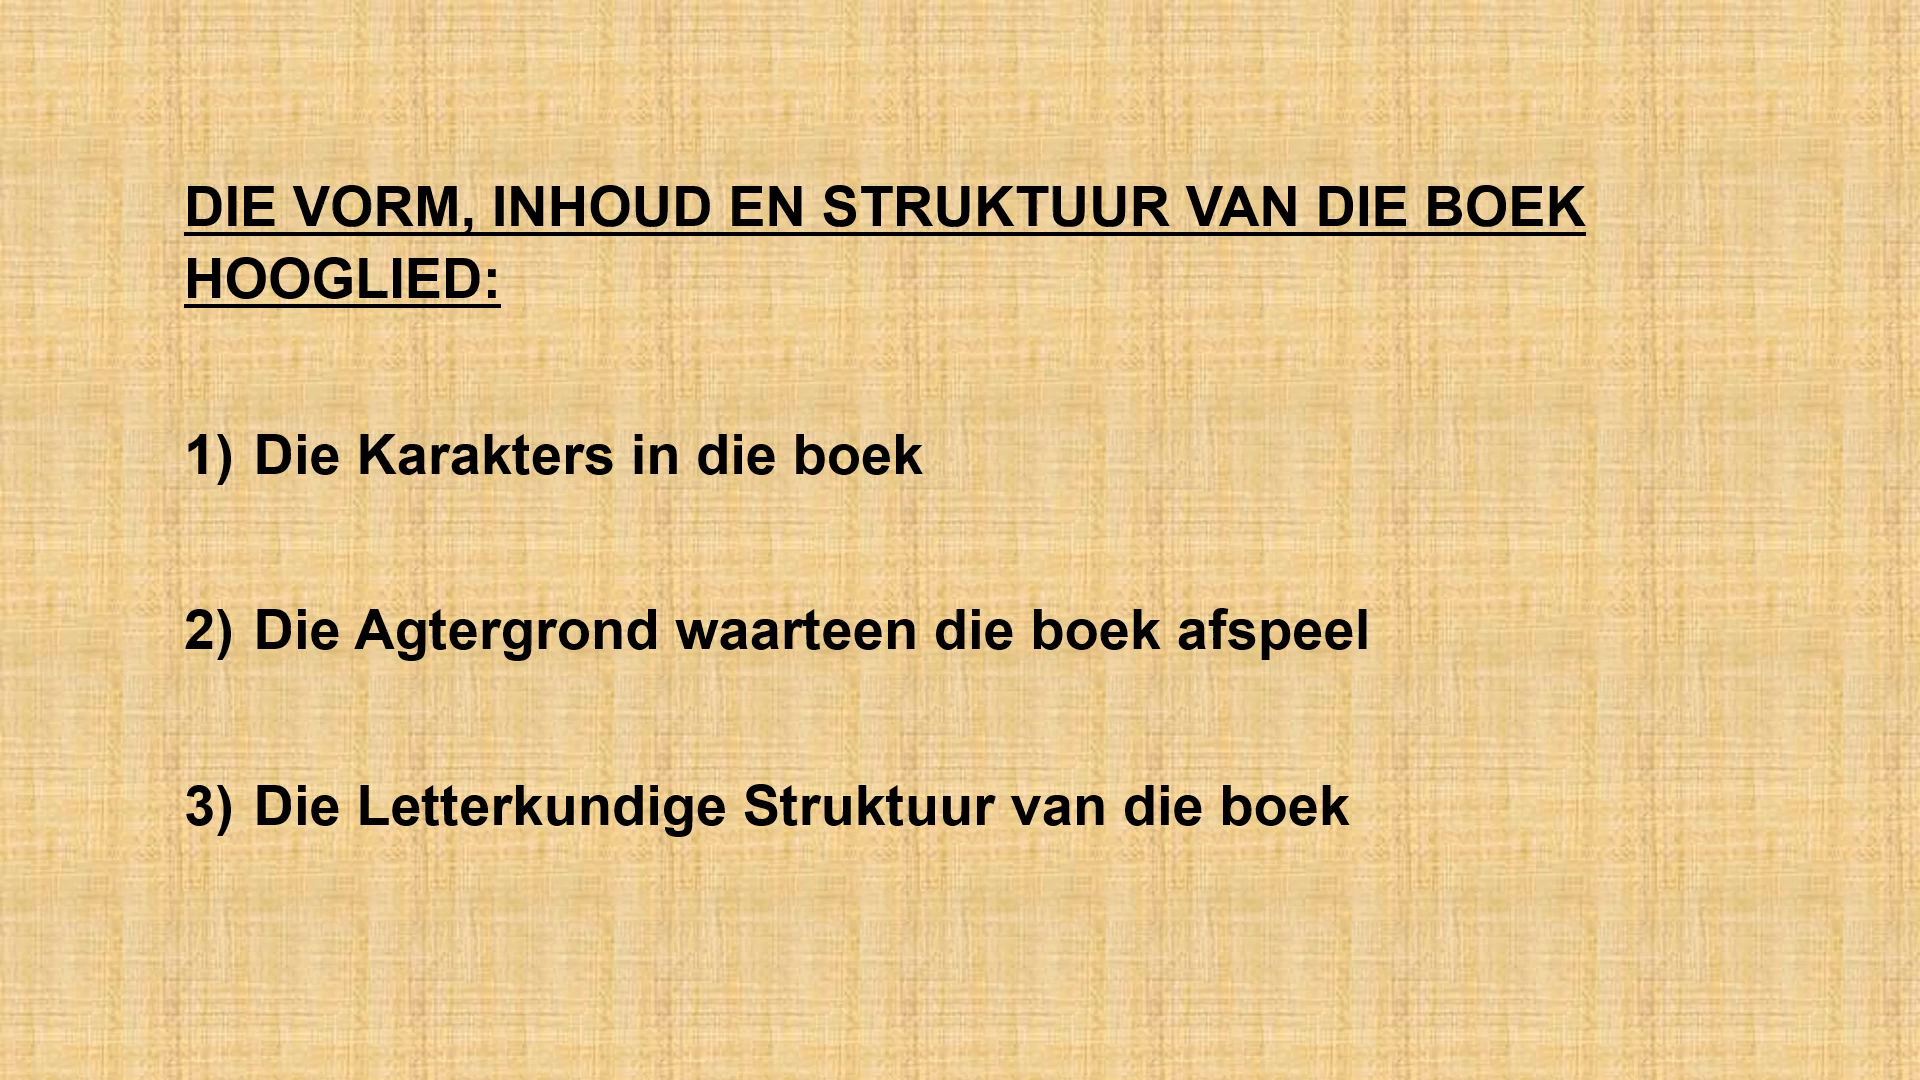 DIE VORM, INHOUD EN STRUKTUUR VAN DIE BOEK
HOOGLIED:
1) Die Karakters in die boek
2) Die Agtergrond waarteen die boek afspeel
3) Die Letterkundige Struktuur van die boek